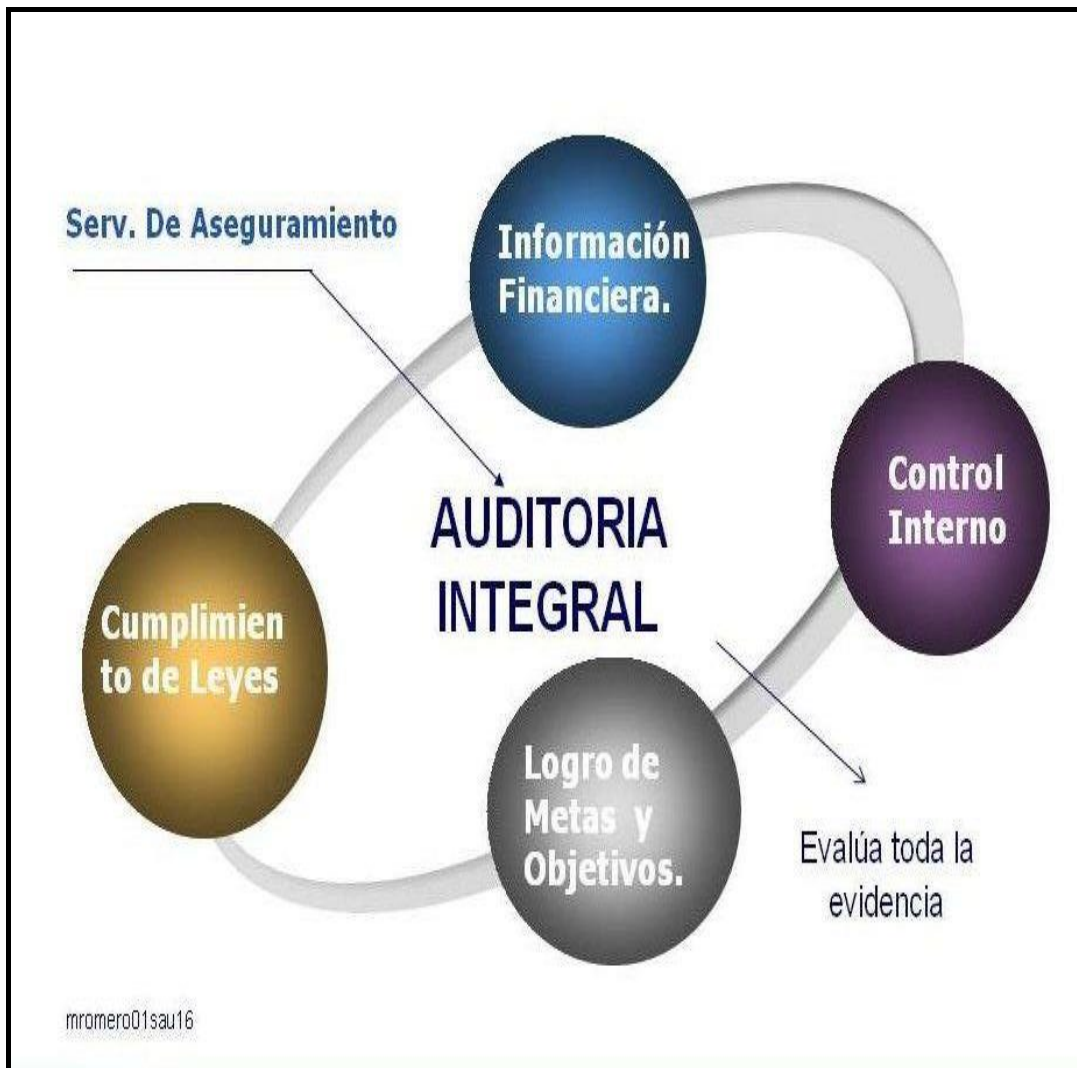 Serv. De Aseguramiento
Información
Financiera.
Control
Interno
AUDITORIA
INTEGRAL
Cumplimien
to de Leyes
Logro de
Metas y
Objetivos.
Evalúa toda la
evidencia
mromero01sau16